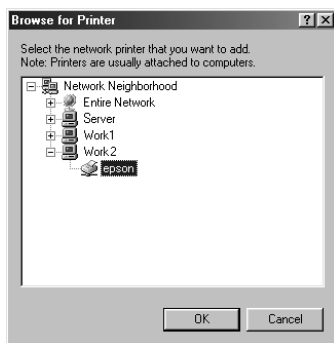 Browse for Printer
Select the network printer that you want to add.
Note: Printers are usually attached to computers.
Network Neighborhood
Entire Network
Server
Work1
Work2
epson
OK Cancel